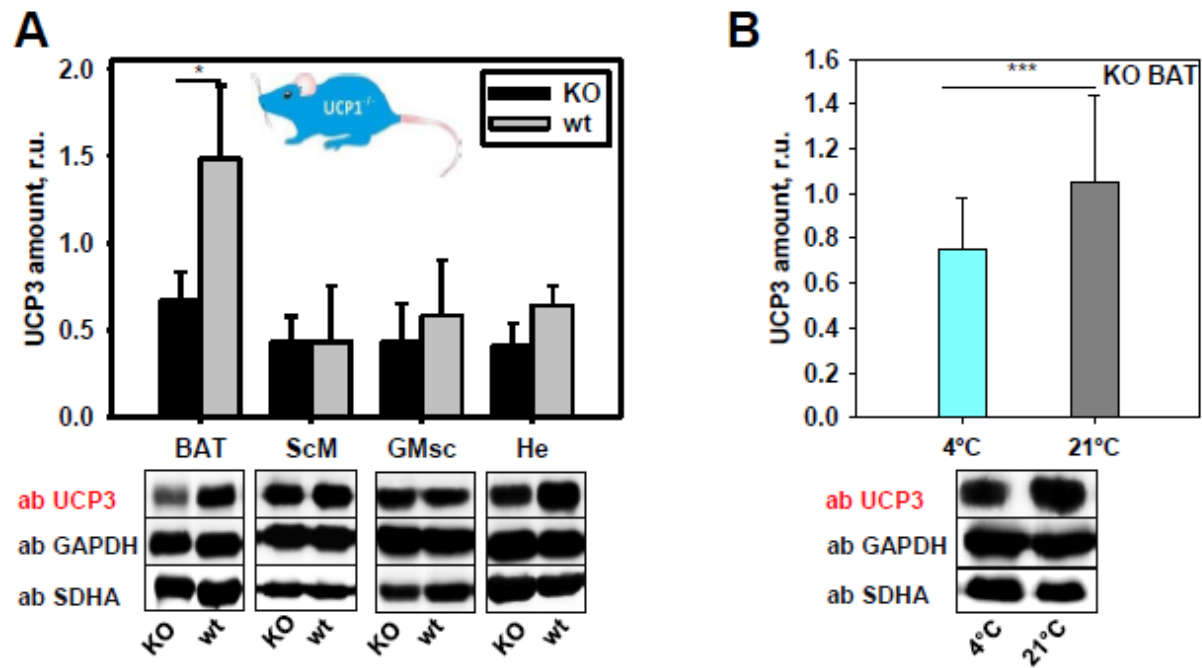 A
2.0
1.5
1.0
0.5
0.0
UCP3 amount, r.u.
*
UCP1-/-
KO
wt
BAT ScM GMsc He
ab UCP3
ab GAPDH
ab SDHA
KO wt KO wt KO wt KO wt
B
1.6
1.4
1.2
1.0
0.8
0.6
0.4
0.2
0.0
UCP3 amount, r.u.
***
KO BAT
4°C 21°C
ab UCP3
ab GAPDH
ab SDHA
4°C 21°C